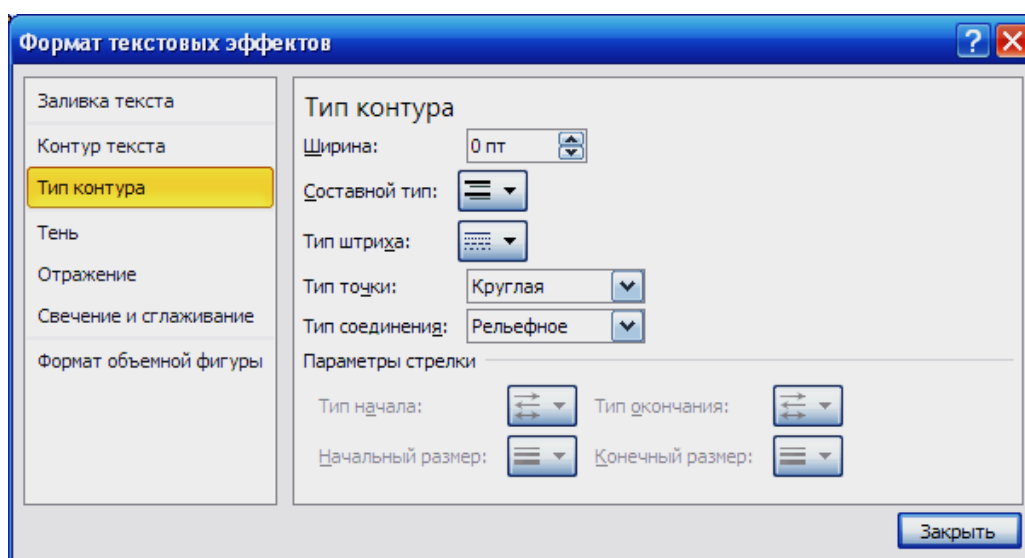 Формат текстовых эффектов
Заливка текста
Контур текста
Тип контура
Тень
Отражение
Свечение и сглаживание
Формат объемной фигуры
Тип контура
Ширина: 0 пт
Составной тип:
Тип штриха:
Тип точки: Круглая
Тип соединения: Рельефное
Параметры стрелки
Тип начала: Тип окончания:
Начальный размер: Конечный размер:
Закрыть